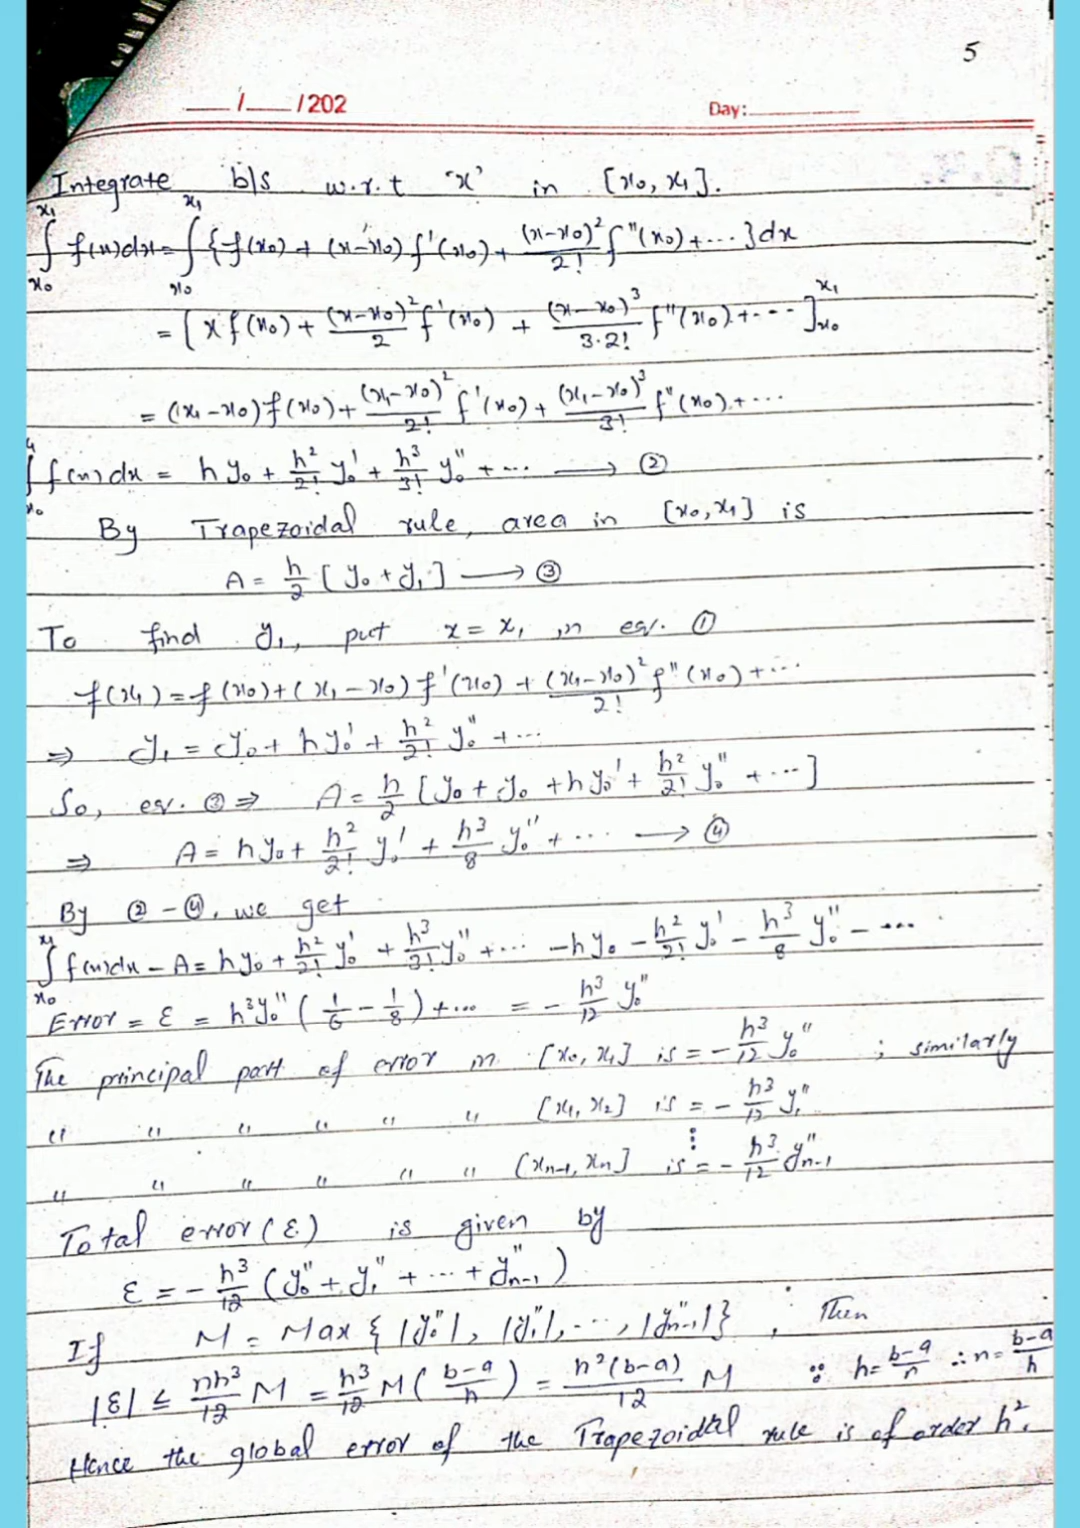 5
___/___/202 Day:___
Integrate b/s w.r.t 'x' in [x₀, x₁].
∫_{x₀}^{x₁} f(x)dx = ∫_{x₀}^{x₁} {f(x₀) + (x-x₀) f'(x₀) + (x-x₀)²/2! f''(x₀) + ... } dx
= [x f(x₀) + (x-x₀)²/2 f'(x₀) + (x-x₀)³/3·2! f''(x₀) + ... ]_{x₀}^{x₁}
= (x₁-x₀) f(x₀) + (x₁-x₀)²/2! f'(x₀) + (x₁-x₀)³/3! f''(x₀) + ...
∫_{x₀}^{x₁} f(x)dx = h y₀ + h²/2! y₀' + h³/3! y₀'' + ... → ②
By Trapezoidal rule, area in [x₀, x₁] is
A = h/2 [y₀ + y₁] → ③
To find y₁, put x = x₁ in eq. ①
f(x₁) = f(x₀) + (x₁-x₀) f'(x₀) + (x₁-x₀)²/2! f''(x₀) + ...
⇒ y₁ = y₀ + h y₀' + h²/2! y₀'' + ...
So, eq. ③ ⇒ A = h/2 [y₀ + y₀ + h y₀' + h²/2! y₀'' + ... ]
⇒ A = h y₀ + h²/2! y₀' + h³/8 y₀'' + ... → ④
By ② - ④, we get
∫_{x₀}^{x₁} f(x)dx - A = h y₀ + h²/2! y₀' + h³/3! y₀'' + ... - h y₀ - h²/2! y₀' - h³/8 y₀'' - ...
Error = ε = h³y₀'' (1/6 - 1/8) + ... = - h³/12 y₀''
The principal part of error in [x₀, x₁] is = - h³/12 y₀'' ; similarly
" " " " " " [x₁, x₂] is = - h³/12 y₁''
⋮
" " " " " " [xₙ₋₁, xₙ] is = - h³/12 y''ₙ₋₁
Total error (ε) is given by
ε = - h³/12 (y₀'' + y₁'' + ... + y''ₙ₋₁)
If M = Max {|y₀''|, |y₁''|, ..., |y''ₙ₋₁|}, Then
|ε| ≤ nh³/12 M = h³/12 M (b-a/h) = h²(b-a)/12 M ∵ h = b-a/n ∴ n = b-a/h
Hence the global error of the Trapezoidal rule is of order h².